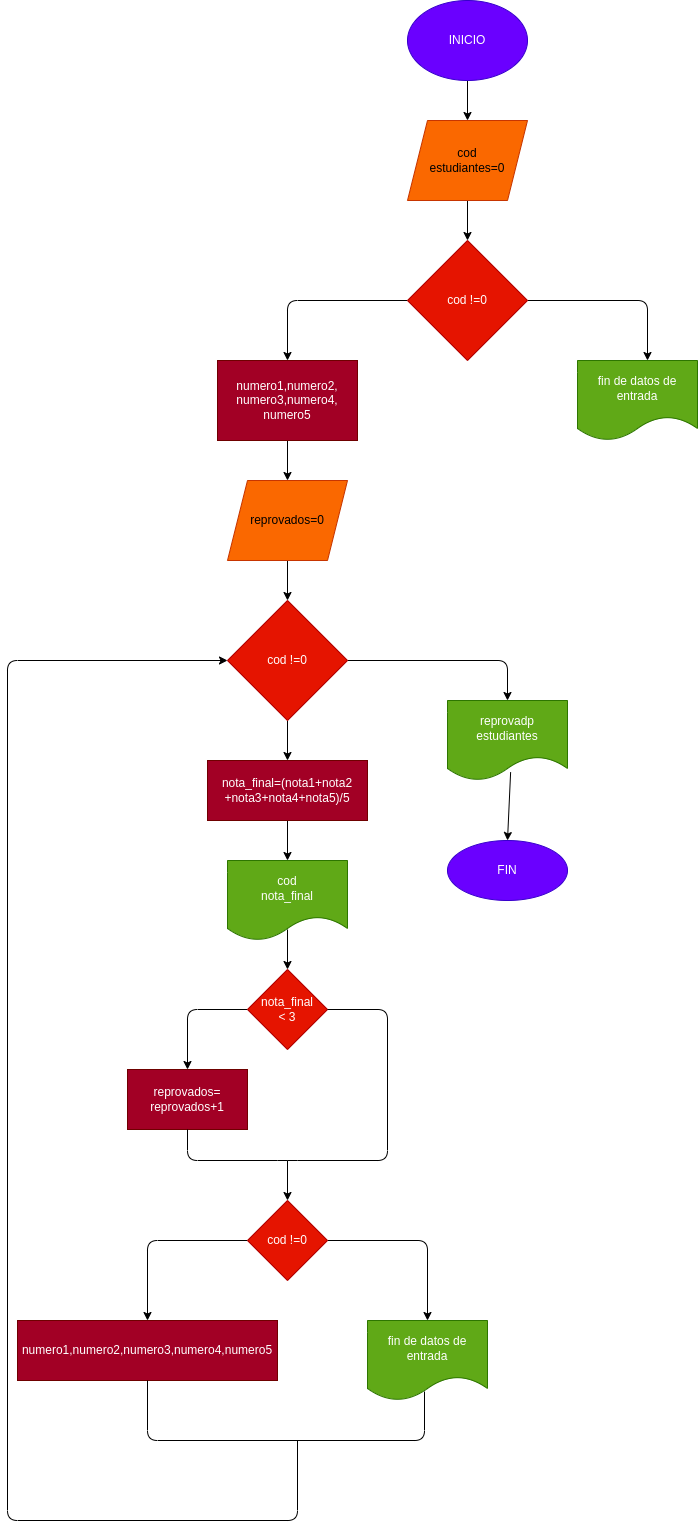 INICIO
cod
estudiantes=0
cod !=0
numero1,numero2,
numero3,numero4,
numero5
fin de datos de
entrada
reprovados=0
cod !=0
reprovadp
estudiantes
nota_final=(nota1+nota2
+nota3+nota4+nota5)/5
FIN
cod
nota_final
nota_final
< 3
reprovados=
reprovados+1
cod !=0
numero1,numero2,numero3,numero4,numero5
fin de datos de
entrada